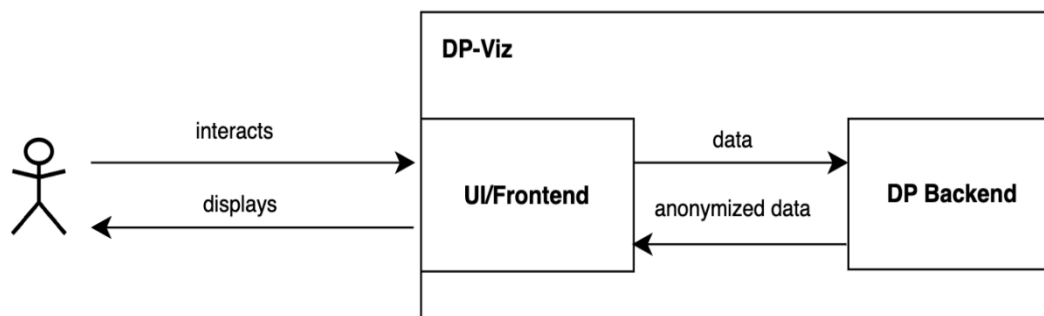 DP-Viz
interacts
data
UI/Frontend
DP Backend
displays
anonymized data